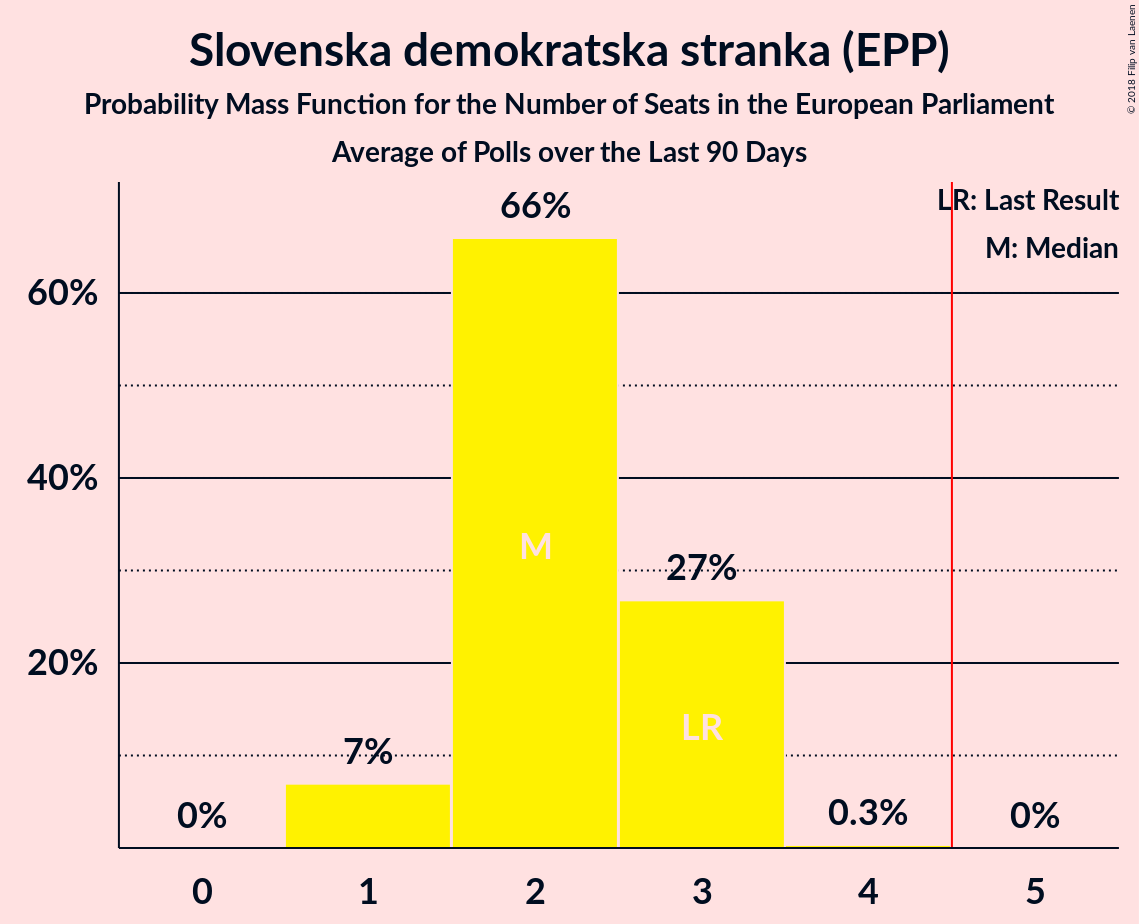 Slovenska demokratska stranka (EPP)
Probability Mass Function for the Number of Seats in the European Parliament
Average of Polls over the Last 90 Days
© 2018 Filip van Laenen
LR: Last Result
M: Median
60%
40%
20%
0%
7%
66%
27%
0.3%
0%
M
LR
0
1
2
3
4
5